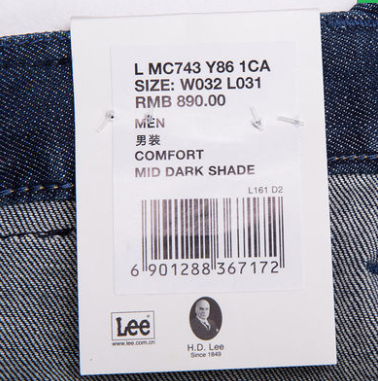 L MC743 Y86 1CA
SIZE: W032 L031
RMB 890.00
MEN
男装
COMFORT
MID DARK SHADE
L161 D2
6 901288 367172
Lee
www.lee.com.cn
H.D. Lee
Since 1849